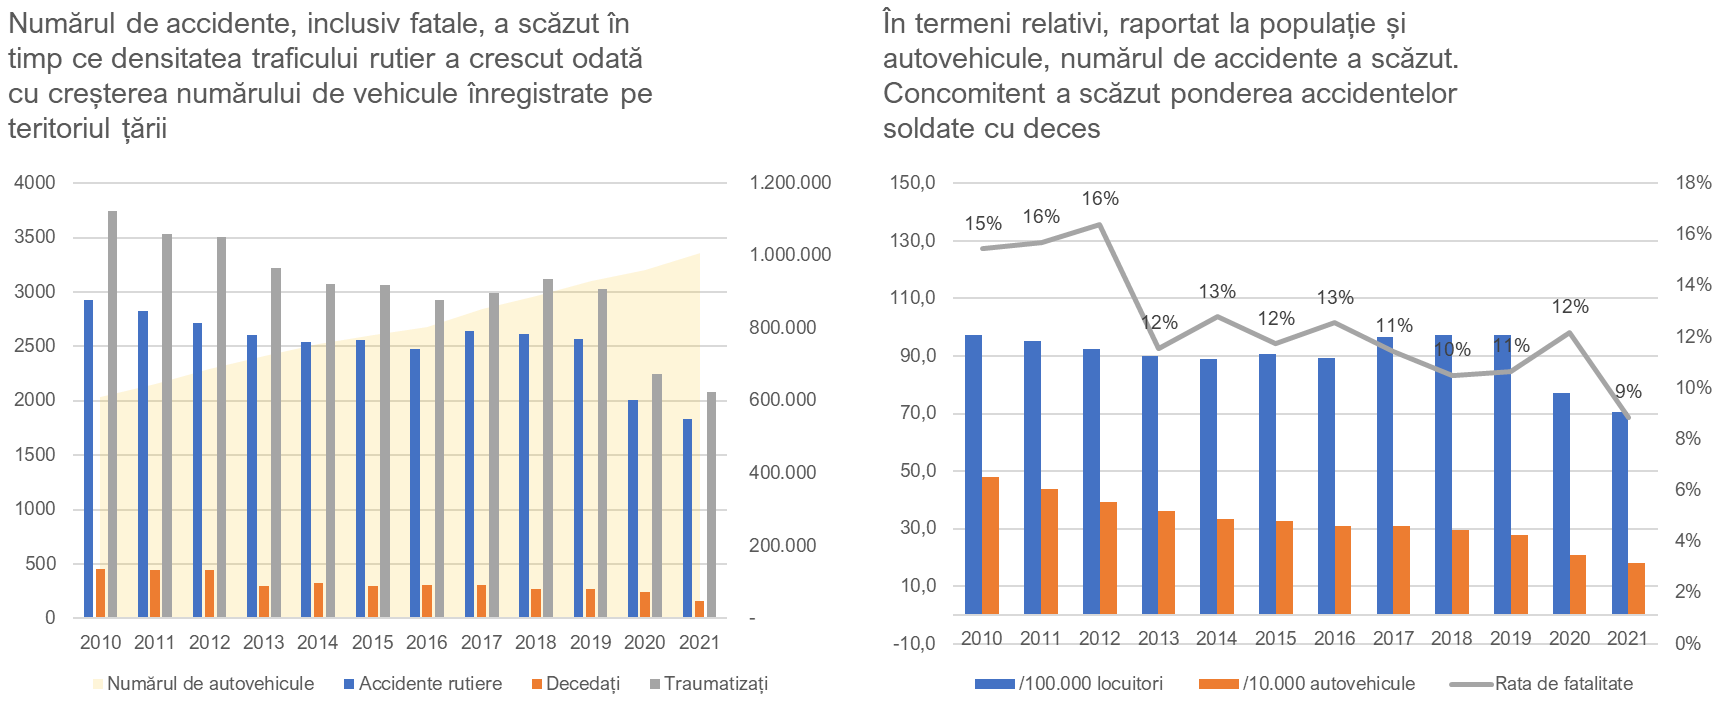 Numărul de accidente, inclusiv fatale, a scăzut în
timp ce densitatea traficului rutier a crescut odată
cu creșterea numărului de vehicule înregistrate pe
teritoriul țării
4000
3500
3000
2500
2000
1500
1000
500
0
1.200.000
1.000.000
800.000
600.000
400.000
200.000
-
2010 2011 2012 2013 2014 2015 2016 2017 2018 2019 2020 2021
Numărul de autovehicule Accidente rutiere Decedați Traumatizați
În termeni relativi, raportat la populație și
autovehicule, numărul de accidente a scăzut.
Concomitent a scăzut ponderea accidentelor
soldate cu deces
150,0
130,0
110,0
90,0
70,0
50,0
30,0
10,0
-10,0
18%
16%
14%
12%
10%
8%
6%
4%
2%
0%
15% 16% 16% 12% 13% 12% 13% 11% 10% 11% 12% 9%
2010 2011 2012 2013 2014 2015 2016 2017 2018 2019 2020 2021
/100.000 locuitori /10.000 autovehicule Rata de fatalitate